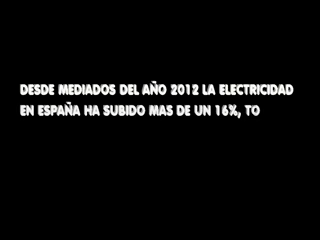 DESDE MEDIADOS DEL AÑO 2012 LA ELECTRICIDAD
EN ESPAÑA HA SUBIDO MAS DE UN 16%, TO